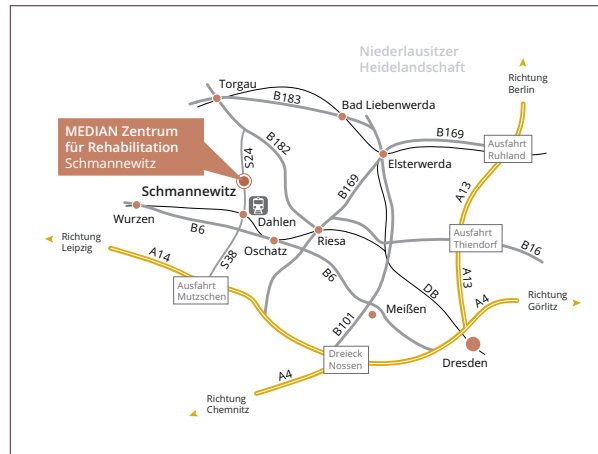 Niederlausitzer
Heidelandschaft
Richtung
Berlin
Torgau
B183
Bad Liebenwerda
MEDIAN Zentrum
für Rehabilitation
Schmannewitz
S24
B182
B169
Elsterwerda
Ausfahrt
Ruhland
B169
A13
Schmannewitz
Wurzen
Dahlen
B6
Oschatz
Riesa
Ausfahrt
Thiendorf
B16
Richtung
Leipzig
A14
S38
Ausfahrt
Mutzschen
B6
DB
A13
A4
Richtung
Görlitz
Meißen
B101
Dreieck
Nossen
Dresden
A4
Richtung
Chemnitz